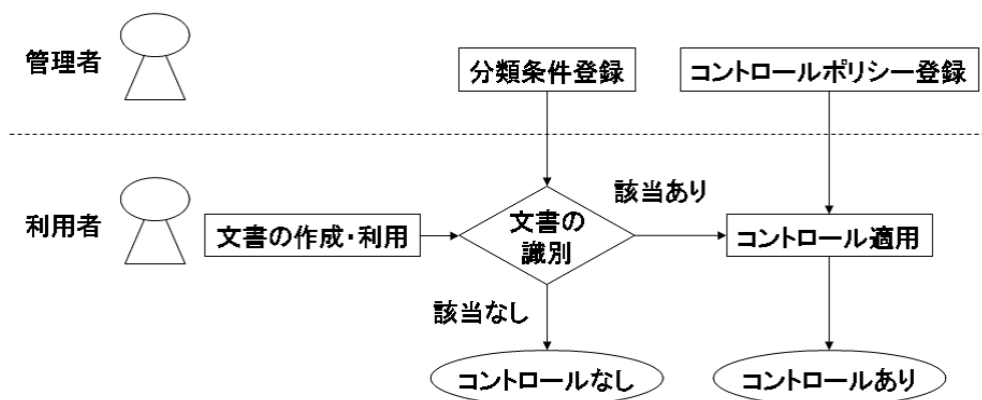 管理者
分類条件登録
コントロールポリシー登録
利用者
文書の作成・利用
文書の
識別
該当あり
コントロール適用
該当なし
コントロールなし
コントロールあり